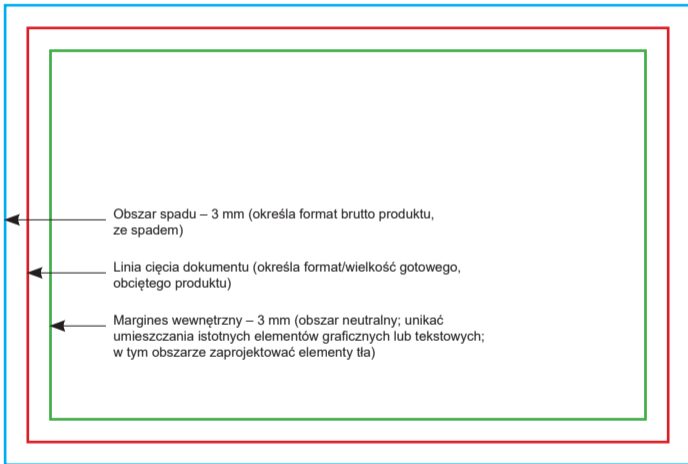 Obszar spadu – 3 mm (określa format brutto produktu,
ze spadem)
Linia cięcia dokumentu (określa format/wielkość gotowego,
obciętego produktu)
Margines wewnętrzny – 3 mm (obszar neutralny; unikać
umieszczania istotnych elementów graficznych lub tekstowych;
w tym obszarze zaprojektować elementy tła)